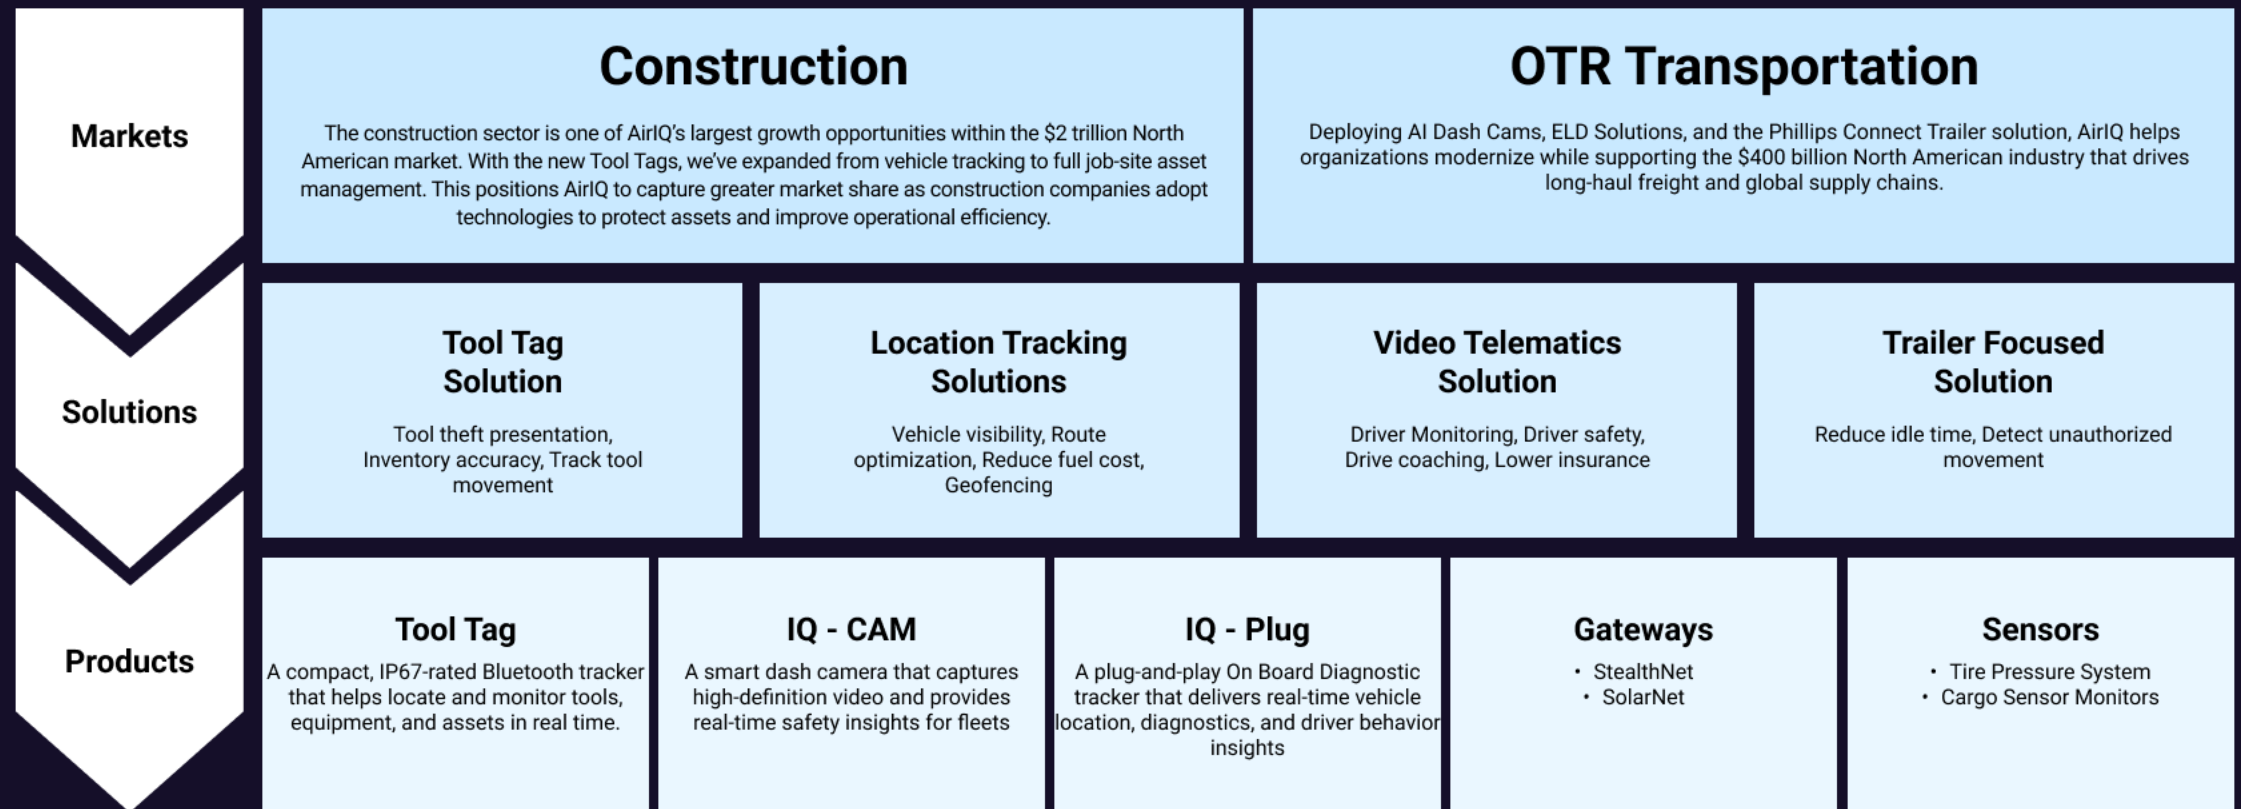 Markets
Construction
The construction sector is one of AirIQ's largest growth opportunities within the $2 trillion North
American market. With the new Tool Tags, we've expanded from vehicle tracking to full job-site asset
management. This positions AirIQ to capture greater market share as construction companies adopt
technologies to protect assets and improve operational efficiency.
OTR Transportation
Deploying AI Dash Cams, ELD Solutions, and the Phillips Connect Trailer solution, AirIQ helps
organizations modernize while supporting the $400 billion North American industry that drives
long-haul freight and global supply chains.
Solutions
Tool Tag
Solution
Tool theft presentation,
Inventory accuracy, Track tool
movement
Location Tracking
Solutions
Vehicle visibility, Route
optimization, Reduce fuel cost,
Geofencing
Video Telematics
Solution
Driver Monitoring, Driver safety,
Drive coaching, Lower insurance
Trailer Focused
Solution
Reduce idle time, Detect unauthorized
movement
Products
Tool Tag
A compact, IP67-rated Bluetooth tracker
that helps locate and monitor tools,
equipment, and assets in real time.
IQ - CAM
A smart dash camera that captures
high-definition video and provides
real-time safety insights for fleets
IQ - Plug
A plug-and-play On Board Diagnostic
tracker that delivers real-time vehicle
location, diagnostics, and driver behavior
insights
Gateways
• StealthNet
• SolarNet
Sensors
• Tire Pressure System
• Cargo Sensor Monitors